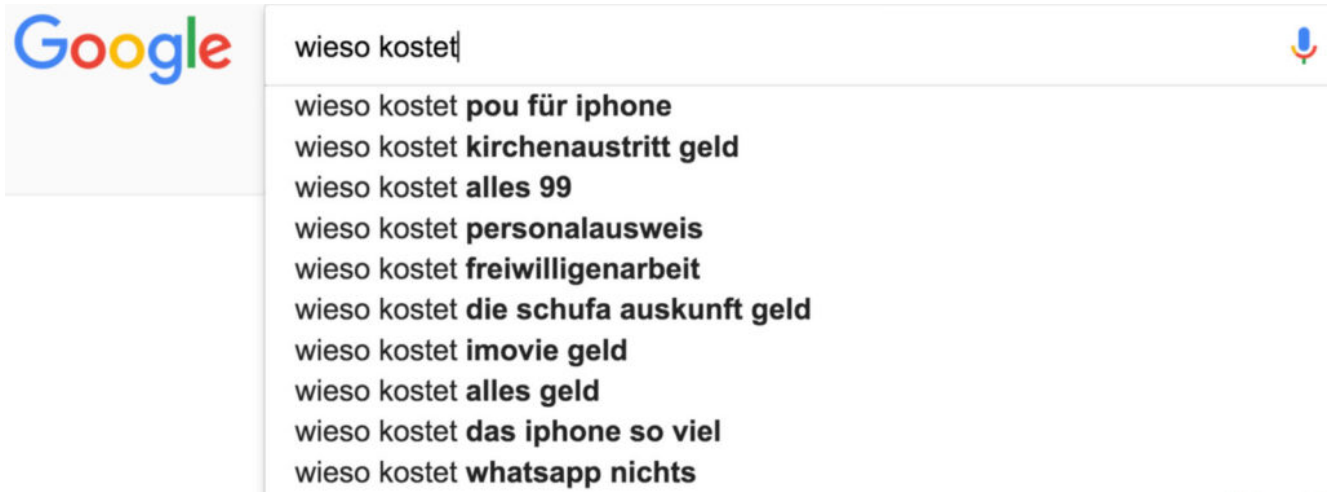 Google
wieso kostet
wieso kostet pou für iphone
wieso kostet kirchenaustritt geld
wieso kostet alles 99
wieso kostet personalausweis
wieso kostet freiwilligenarbeit
wieso kostet die schufa auskunft geld
wieso kostet imovie geld
wieso kostet alles geld
wieso kostet das iphone so viel
wieso kostet whatsapp nichts